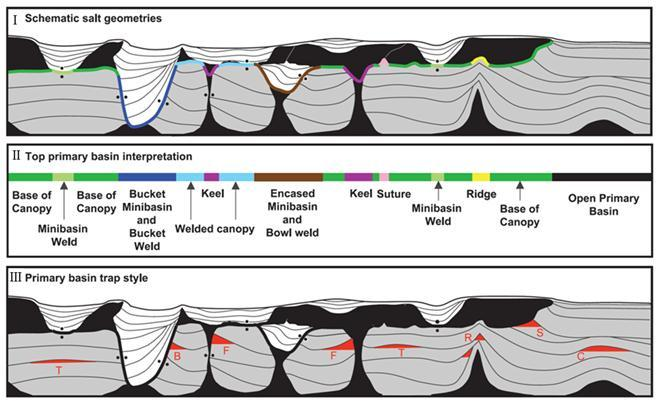 I Schematic salt geometries
II Top primary basin interpretation
Base of
Canopy
Minibasin
Weld
Base of
Canopy
Bucket
Minibasin
and
Bucket
Weld
Keel
Welded canopy
Encased
Minibasin
and
Bowl weld
Keel
Suture
Minibasin
Weld
Ridge
Base of
Canopy
Open Primary
Basin
III Primary basin trap style
T
B
F
F
T
R
S
C